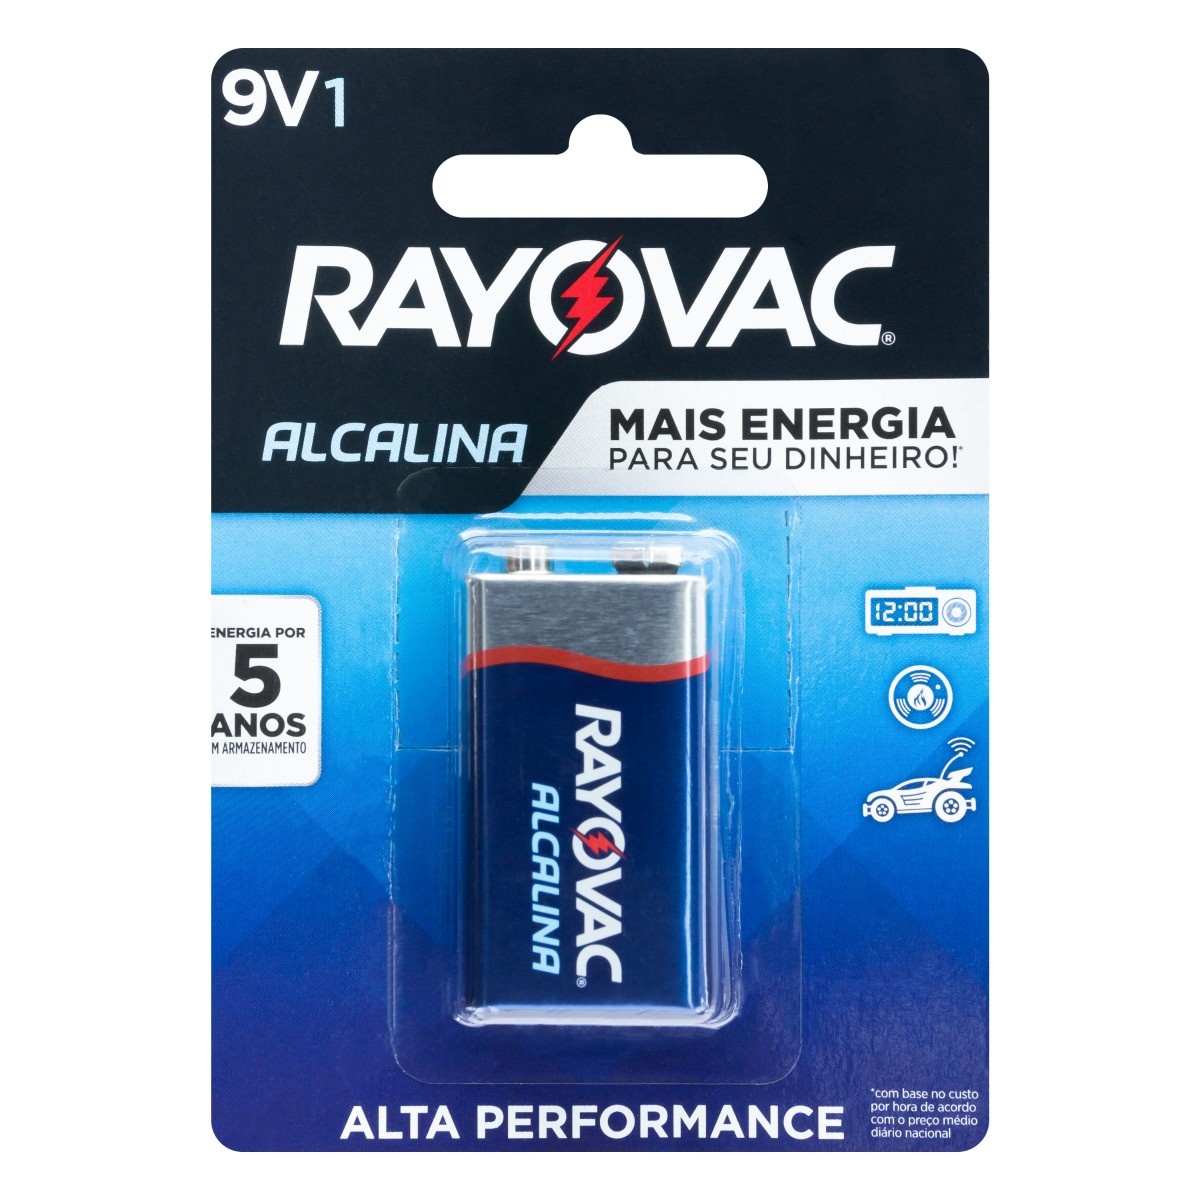 9V1
RAYOVAC®
ALCALINA
MAIS ENERGIA
PARA SEU DINHEIRO!*
12:00
ENERGIA POR
5
ANOS
M ARMAZENAMENTO
RAYOVAC®
ALCALINA
ALTA PERFORMANCE
*com base no custo
por hora de acordo
com o preço médio
diário nacional